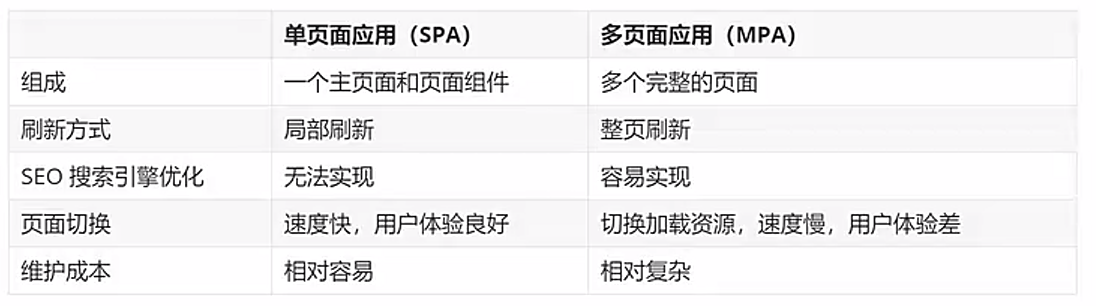 单页面应用（SPA） 多页面应用（MPA）
组成 一个主页面和页面组件 多个完整的页面
刷新方式 局部刷新 整页刷新
SEO 搜索引擎优化 无法实现 容易实现
页面切换 速度快，用户体验良好 切换加载资源，速度慢，用户体验差
维护成本 相对容易 相对复杂